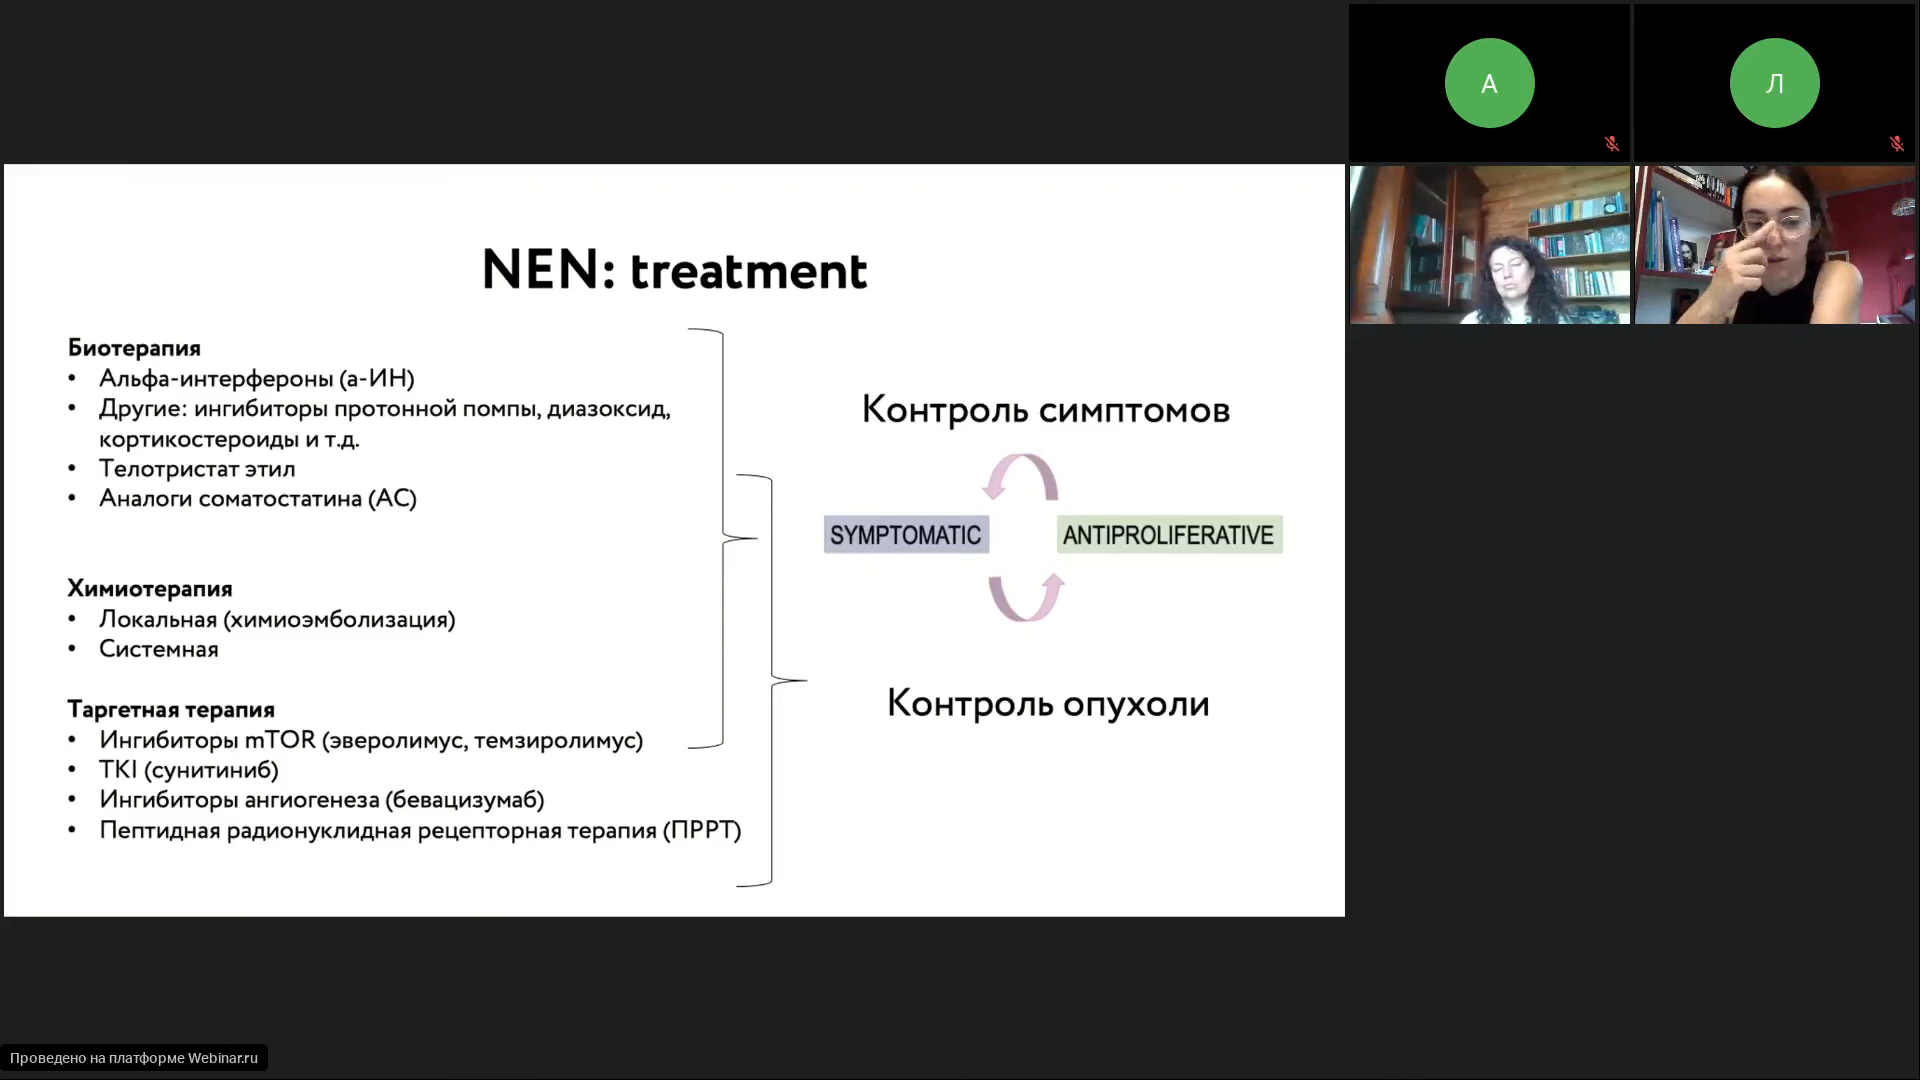 А
Л
NEN: treatment
Биотерапия
• Альфа-интерфероны (а-ИН)
• Другие: ингибиторы протонной помпы, диазоксид,
кортикостероиды и т.д.
• Телотристат этил
• Аналоги соматостатина (АС)
Химиотерапия
• Локальная (химиоэмболизация)
• Системная
Таргетная терапия
• Ингибиторы mTOR (эверолимус, темзиролимус)
• TKI (сунитиниб)
• Ингибиторы ангиогенеза (бевацизумаб)
• Пептидная радионуклидная рецепторная терапия (ПРРТ)
Контроль симптомов
SYMPTOMATIC
ANTIPROLIFERATIVE
Контроль опухоли
Проведено на платформе Webinar.ru